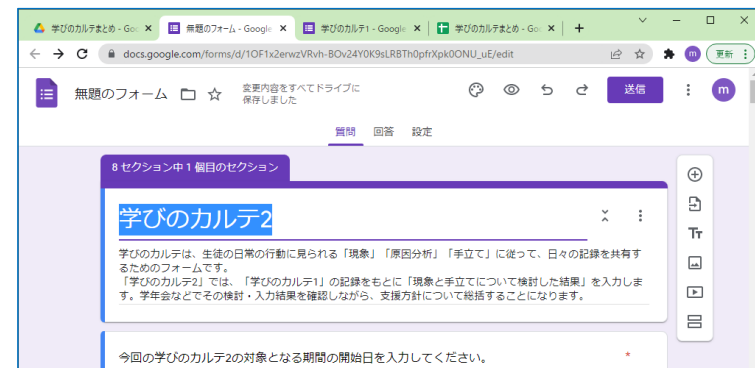 学びのカルテまとめ - Goo
無題のフォーム - Google
学びのカルテ1 - Google
学びのカルテまとめ - Goo
docs.google.com/forms/d/1OF1x2erwzVRvh-BOv24Y0K9sLRBTh0pfrXpk0ONU_uE/edit
m
更新
無題のフォーム
変更内容をすべてドライブに
保存しました
送信
m
質問 回答 設定
8 セクション中 1 個目のセクション
学びのカルテ2
学びのカルテは、生徒の日常の行動に見られる「現象」「原因分析」「手立て」に従って、日々の記録を共有す
るためのフォームです。
「学びのカルテ2」では、「学びのカルテ1」の記録をもとに「現象と手立てについて検討した結果」を入力しま
す。学年会などでその検討・入力結果を確認しながら、支援方針について総括することになります。
今回の学びのカルテ2の対象となる期間の開始日を入力してください。 *
Tт